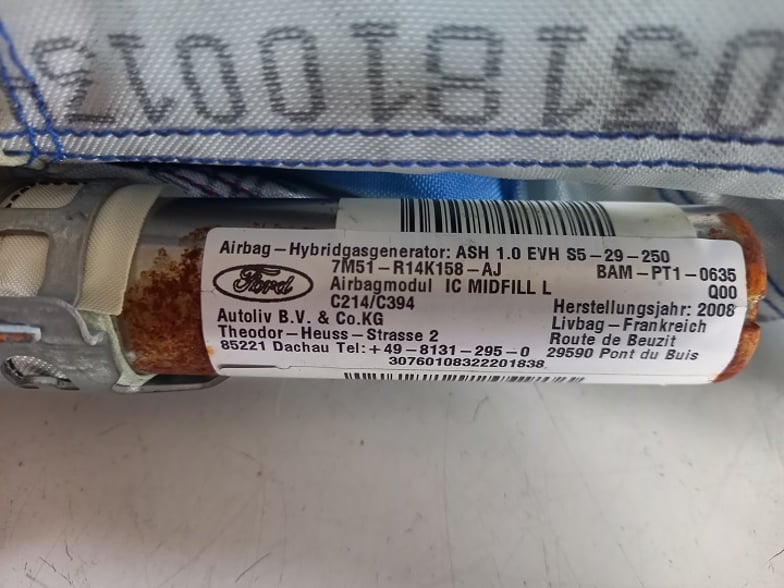 Airbag-Hybridgasgenerator: ASH 1.0 EVH S5-29-250
Ford
7M51-R14K158-AJ BAM-PT1-0635
Airbagmodul IC MIDFILL L Q00
C214/C394 Herstellungsjahr: 2008
Autoliv B.V. & Co.KG Livbag-Frankreich
Theodor-Heuss-Strasse 2 Route de Beuzit
85221 Dachau Tel:+49-8131-295-0 29590 Pont du Buis
30760108322201838